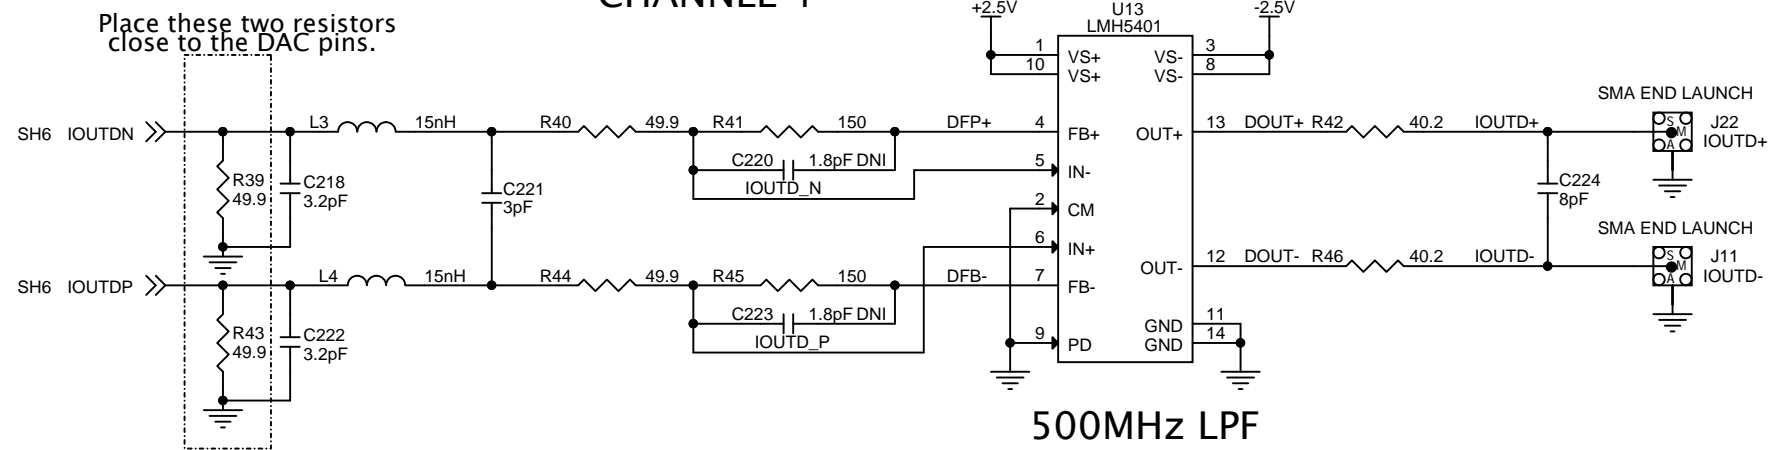 CHANNEL 4
Place these two resistors
close to the DAC pins.
+2.5V
U13
LMH5401
-2.5V
1 VS+
10 VS+
3 VS-
8 VS-
SMA END LAUNCH
SH6 IOUTDN
L3 15nH
R40 49.9
R41 150
DFP+
4 FB+
OUT+ 13
DOUT+ R42 40.2
IOUTD+
S M A
J22
IOUTD+
C220 1.8pF DNI
5 IN-
IOUTD_N
R39
49.9
C218
3.2pF
C221
3pF
2 CM
C224
8pF
6 IN+
SMA END LAUNCH
SH6 IOUTDP
L4 15nH
R44 49.9
R45 150
DFB-
7 FB-
OUT- 12
DOUT- R46 40.2
IOUTD-
S M A
J11
IOUTD-
C223 1.8pF DNI
IOUTD_P
R43
49.9
C222
3.2pF
9 PD
GND 11
GND 14
500MHz LPF